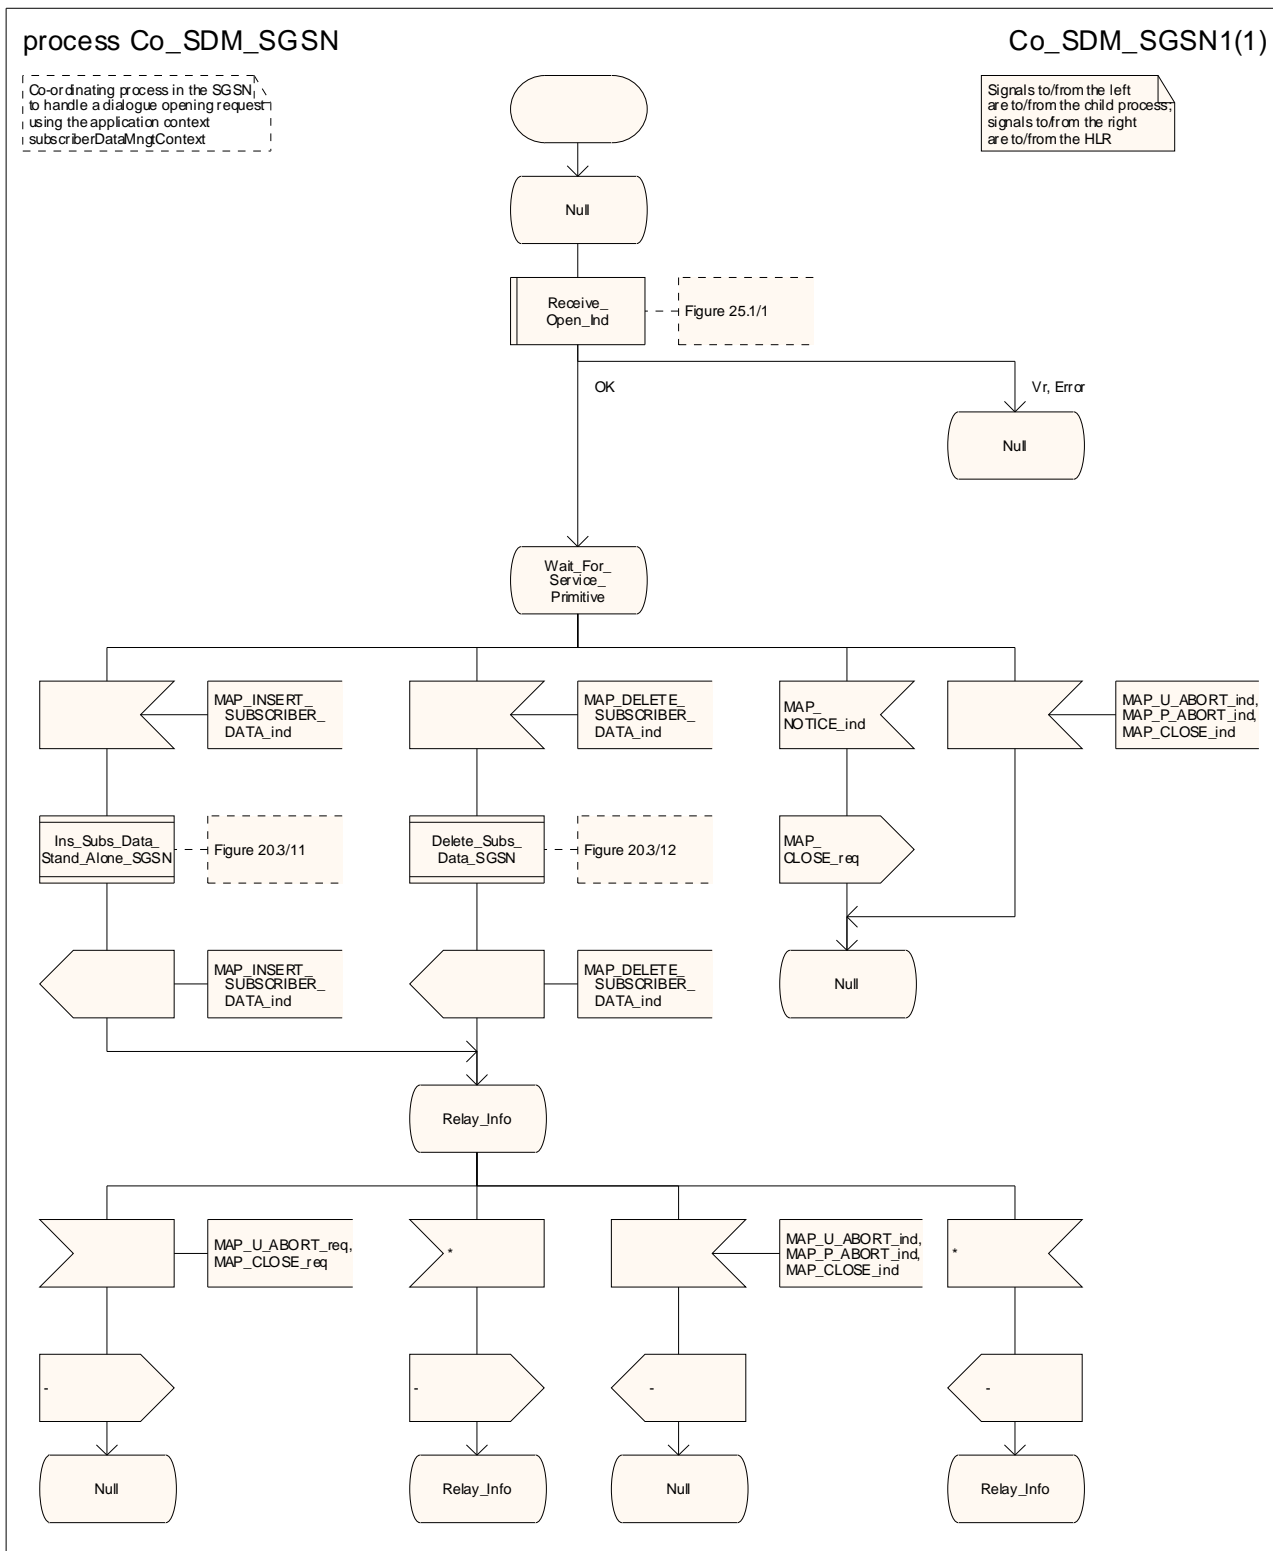 process Co_SDM_SGSN
Co_SDM_SGSN1(1)
Co-ordinating process in the SGSN
to handle a dialogue opening request
using the application context
subscriberDataMngtContext
Signals to/from the left
are to/from the child process;
signals to/from the right
are to/from the HLR
Null
Receive_
Open_Ind
Figure 25.1/1
OK
Vr, Error
Null
Wait_For_
Service_
Primitive
MAP_INSERT_
SUBSCRIBER_
DATA_ind
MAP_DELETE_
SUBSCRIBER_
DATA_ind
MAP_
NOTICE_ind
MAP_U_ABORT_ind,
MAP_P_ABORT_ind,
MAP_CLOSE_ind
Ins_Subs_Data_
Stand_Alone_SGSN
Figure 20.3/11
Delete_Subs_
Data_SGSN
Figure 20.3/12
MAP_
CLOSE_req
MAP_INSERT_
SUBSCRIBER_
DATA_ind
MAP_DELETE_
SUBSCRIBER_
DATA_ind
Null
Relay_Info
MAP_U_ABORT_req,
MAP_CLOSE_req
*
MAP_U_ABORT_ind,
MAP_P_ABORT_ind,
MAP_CLOSE_ind
*
-
-
-
-
Null
Relay_Info
Null
Relay_Info